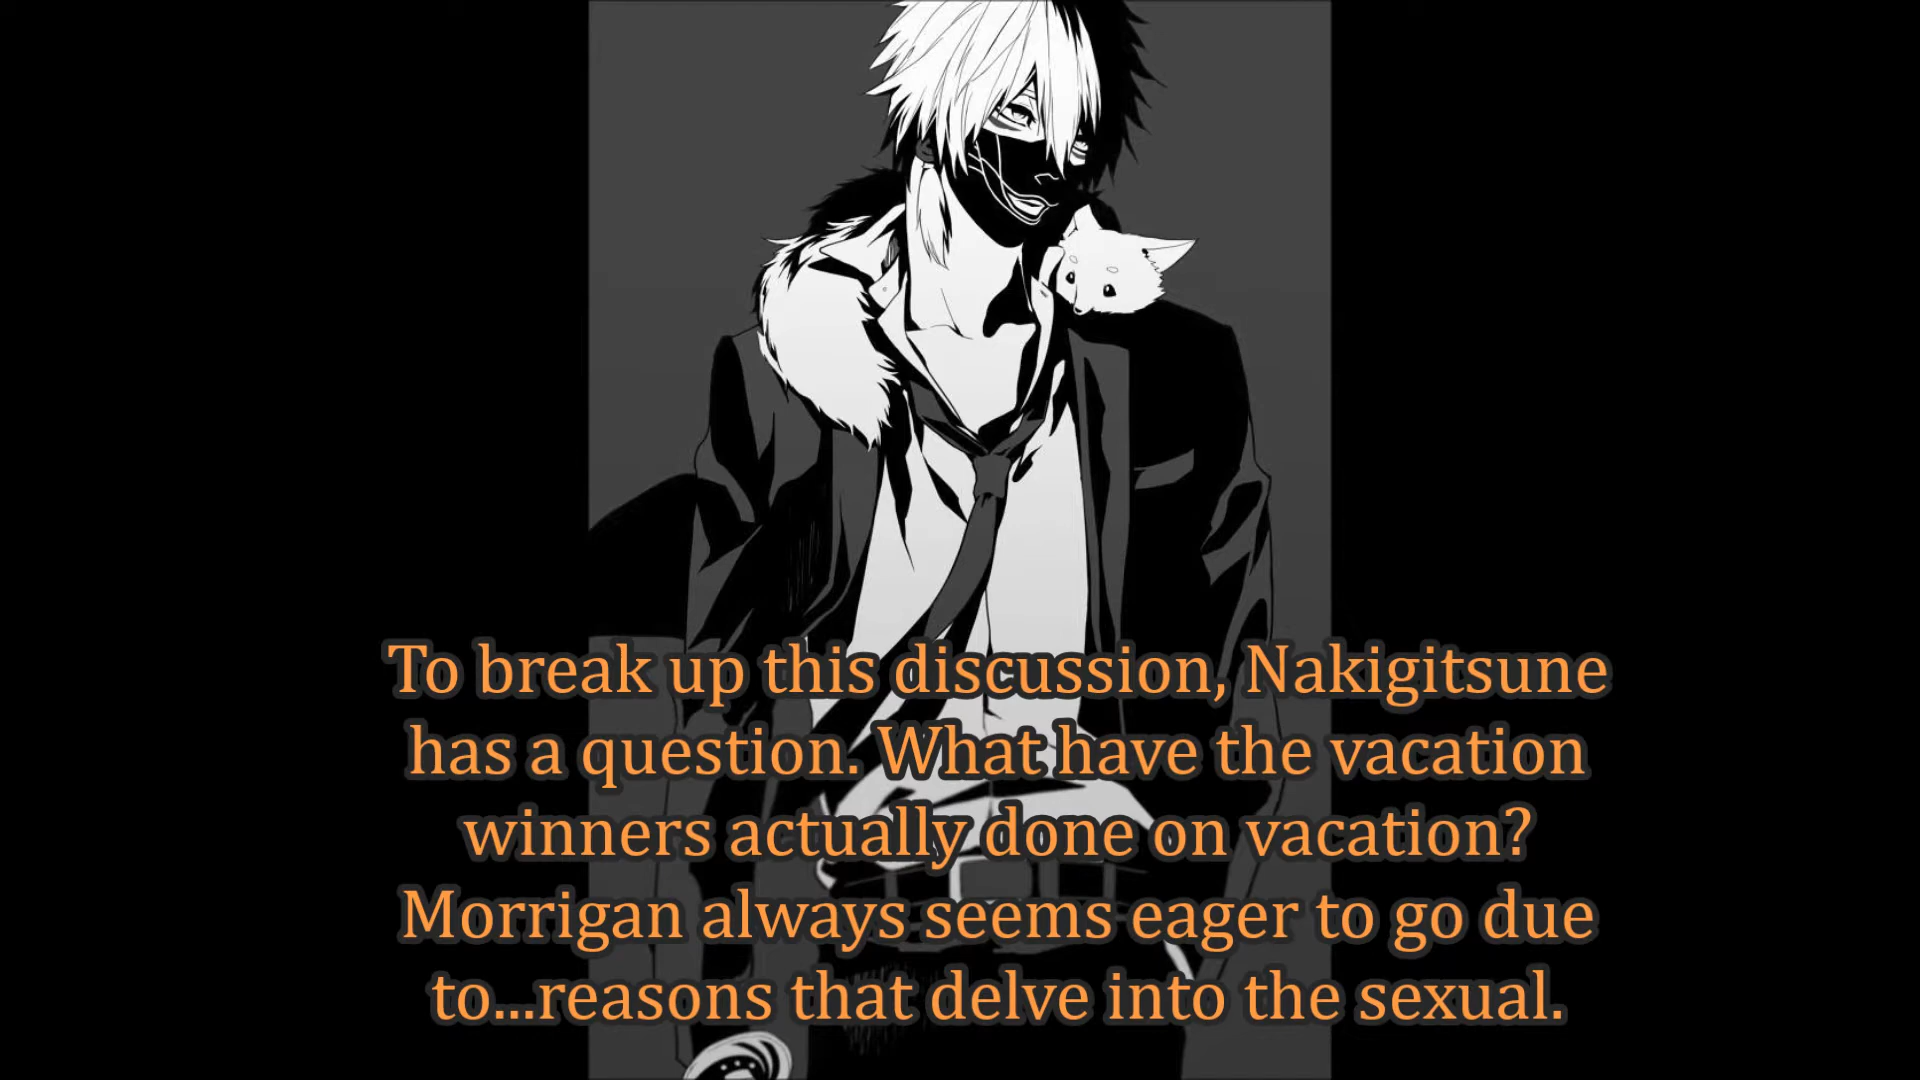 To break up this discussion, Nakigitsune
has a question. What have the vacation
winners actually done on vacation?
Morrigan always seems eager to go due
to...reasons that delve into the sexual.